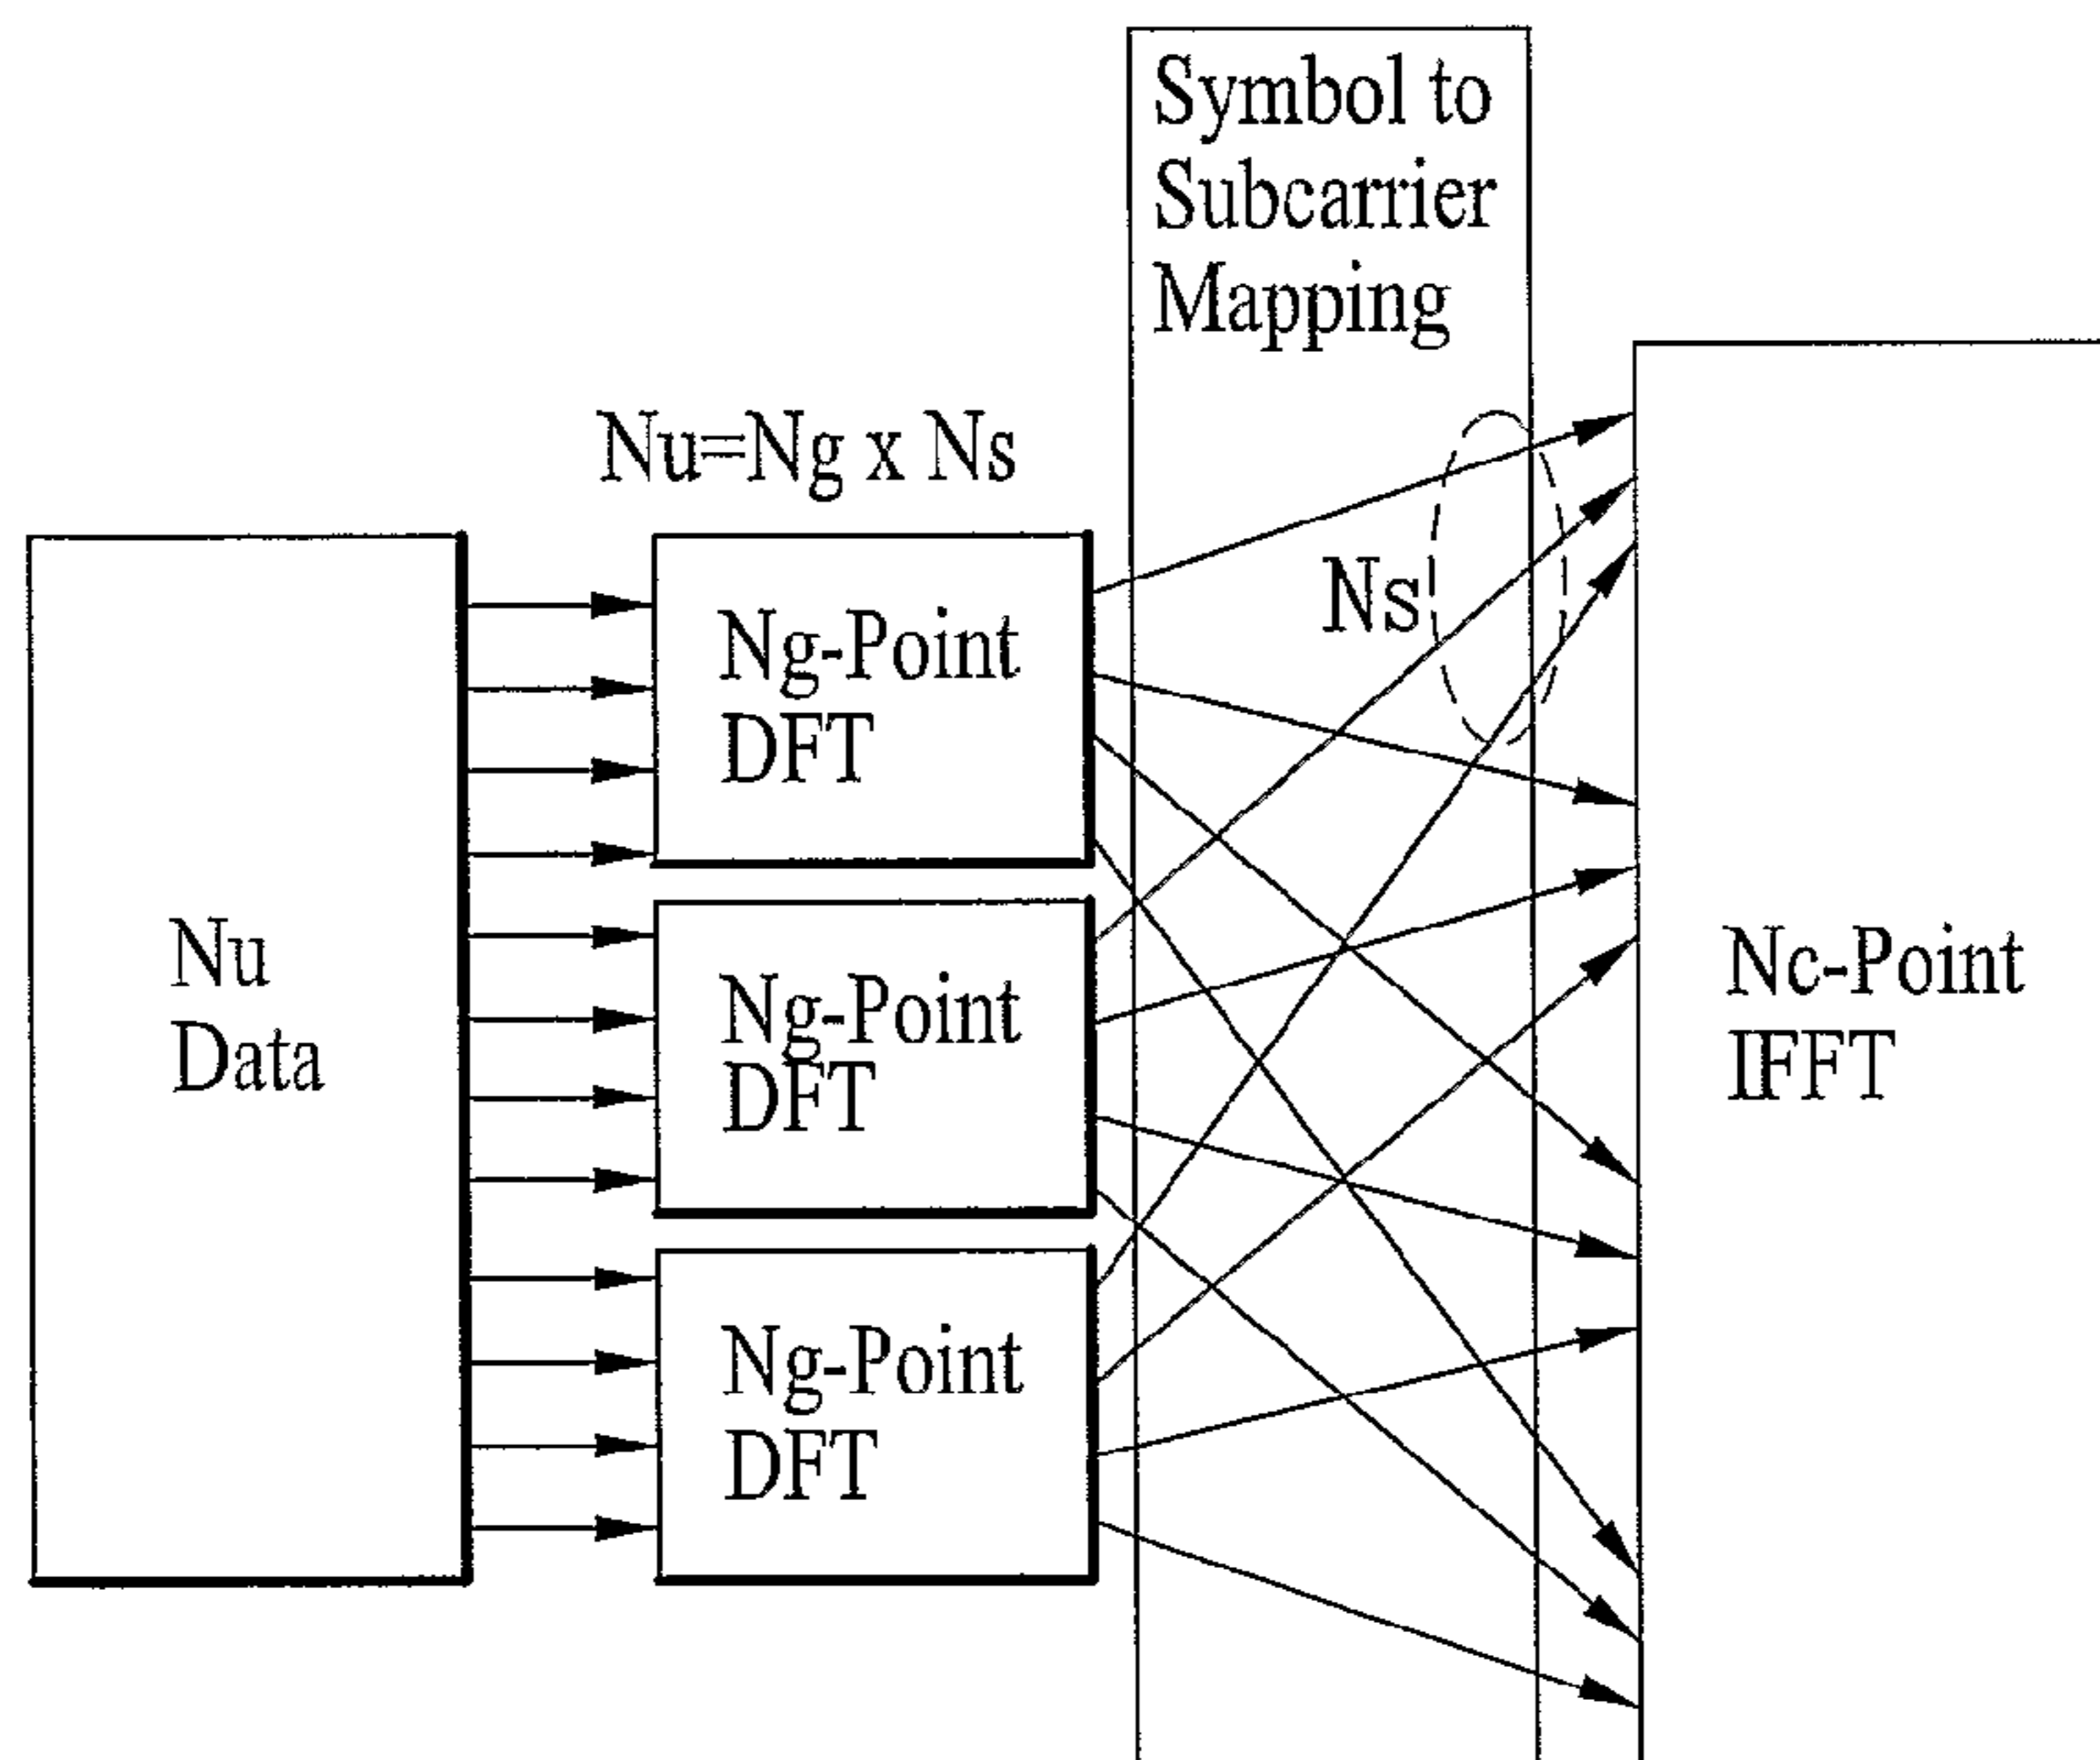 Symbol to
Subcarrier
Mapping
Nu=Ng x Ns
Ns
Ng-Point
DFT
Nu
Data
Ng-Point
DFT
Nc-Point
IFFT
Ng-Point
DFT